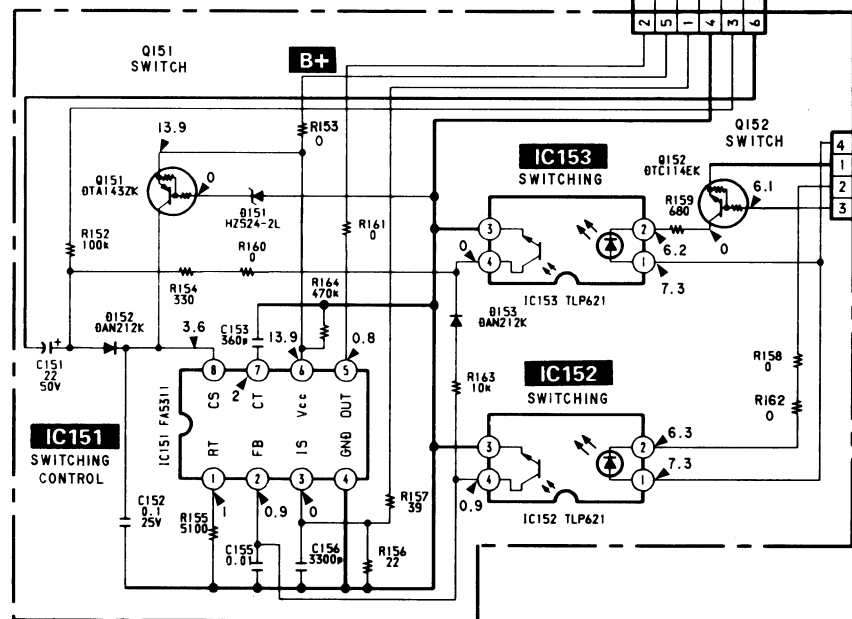 2 5 1 4 3 6
Q151
SWITCH
B+
13.9
R153
0
Q151
DTA143ZK
0
D151
HZS24-2L
R161
0
R152
100k
R160
0
R154
330
R164
470k
D152
DAN212K
3.6
C153
360p
13.9
0.8
C151
22
50V
+
8 7 6 5
2
CS CT Vcc OUT
IC151 FA5311
RT FB IS GND
1 2 3 4
IC151
SWITCHING
CONTROL
C152
0.1
25V
R155
5100
1
0.9
0
C155
0.01
C156
3300p
R156
22
R157
39
IC153
SWITCHING
3
4
0
2
1
6.2
7.3
IC153 TLP621
R159
680
Q152
SWITCH
Q152
DTC114EK
6.1
0
4
1
2
3
D153
DAN212K
R163
10k
R158
0
R162
0
IC152
SWITCHING
3
4
0.9
2
1
6.3
7.3
IC152 TLP621